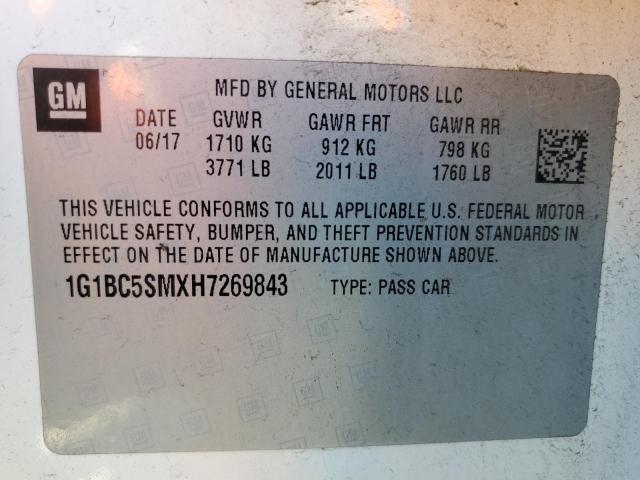 GM
MFD BY GENERAL MOTORS LLC
DATE GVWR GAWR FRT GAWR RR
06/17 1710 KG 912 KG 798 KG
3771 LB 2011 LB 1760 LB
THIS VEHICLE CONFORMS TO ALL APPLICABLE U.S. FEDERAL MOTOR
VEHICLE SAFETY, BUMPER, AND THEFT PREVENTION STANDARDS
IN EFFECT ON THE DATE OF MANUFACTURE SHOWN ABOVE.
1G1BC5SMXH7269843 TYPE: PASS CAR